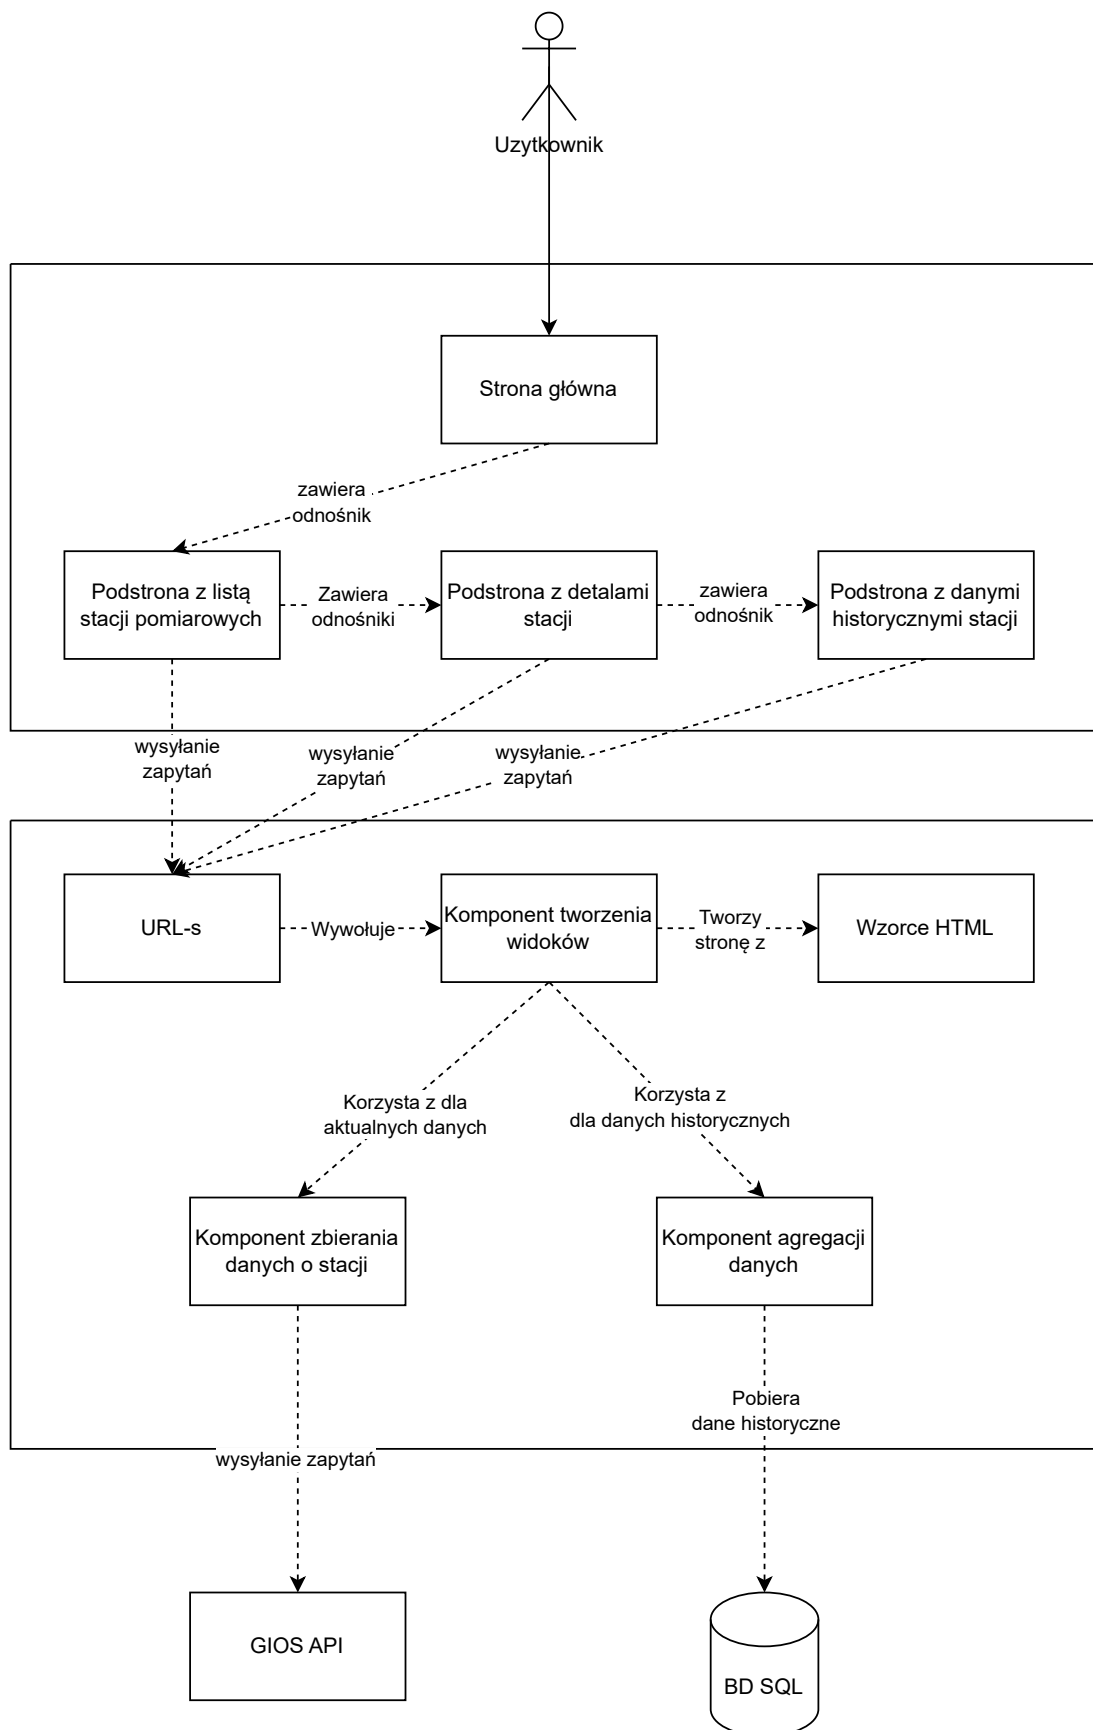 Uzytkownik
Strona główna
zawiera
odnośnik
Podstrona z listą
stacji pomiarowych
Zawiera
odnośniki
Podstrona z detalami
stacji
zawiera
odnośnik
Podstrona z danymi
historycznymi stacji
wysyłanie
zapytań
wysyłanie
zapytań
wysyłanie
zapytań
URL-s
Wywołuje
Komponent tworzenia
widoków
Tworzy
stronę z
Wzorce HTML
Korzysta z dla
aktualnych danych
Korzysta z
dla danych historycznych
Komponent zbierania
danych o stacji
Komponent agregacji
danych
Pobiera
dane historyczne
wysyłanie zapytań
GIOS API
BD SQL